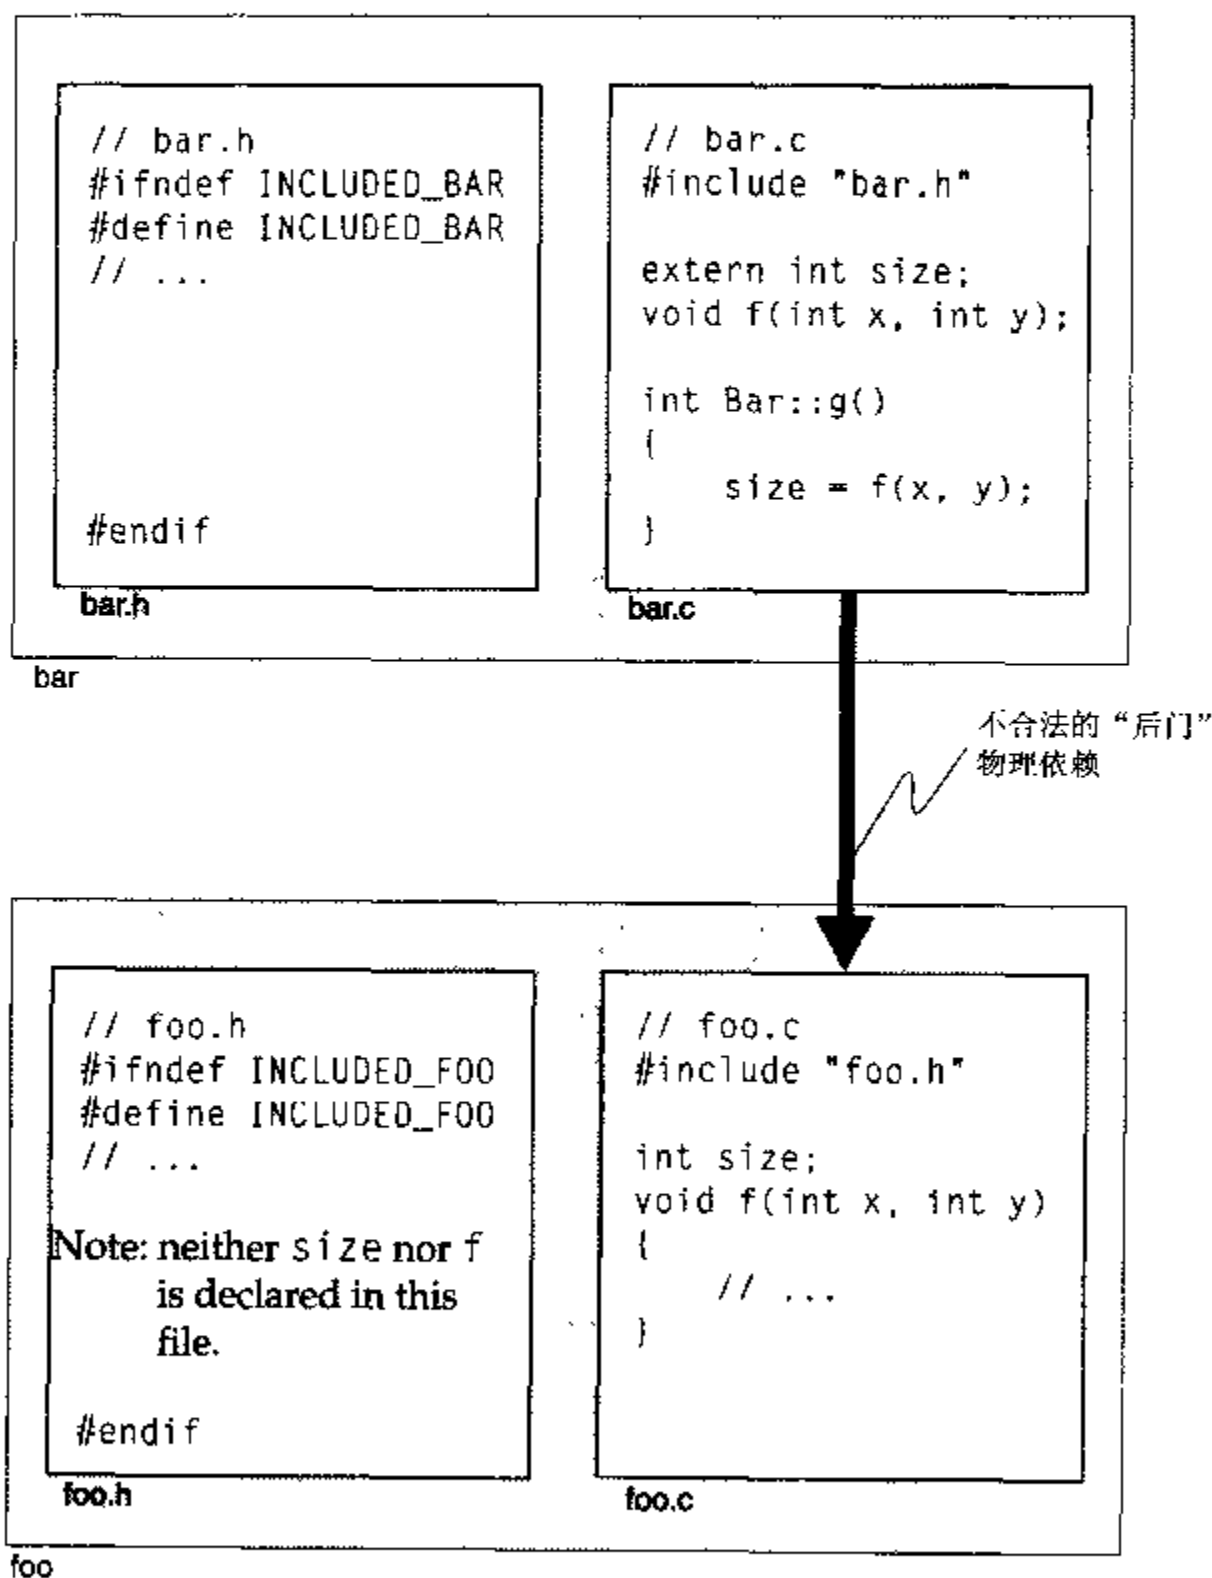 // bar.h
#ifndef INCLUDED_BAR
#define INCLUDED_BAR
// ...
#endif
bar.h
// bar.c
#include "bar.h"
extern int size;
void f(int x, int y);
int Bar::g()
{
size = f(x, y);
}
bar.c
bar
不合法的“后门”
物理依赖
// foo.h
#ifndef INCLUDED_FOO
#define INCLUDED_FOO
// ...
Note: neither size nor f
is declared in this
file.
#endif
foo.h
// foo.c
#include "foo.h"
int size;
void f(int x, int y)
{
// ...
}
foo.c
foo